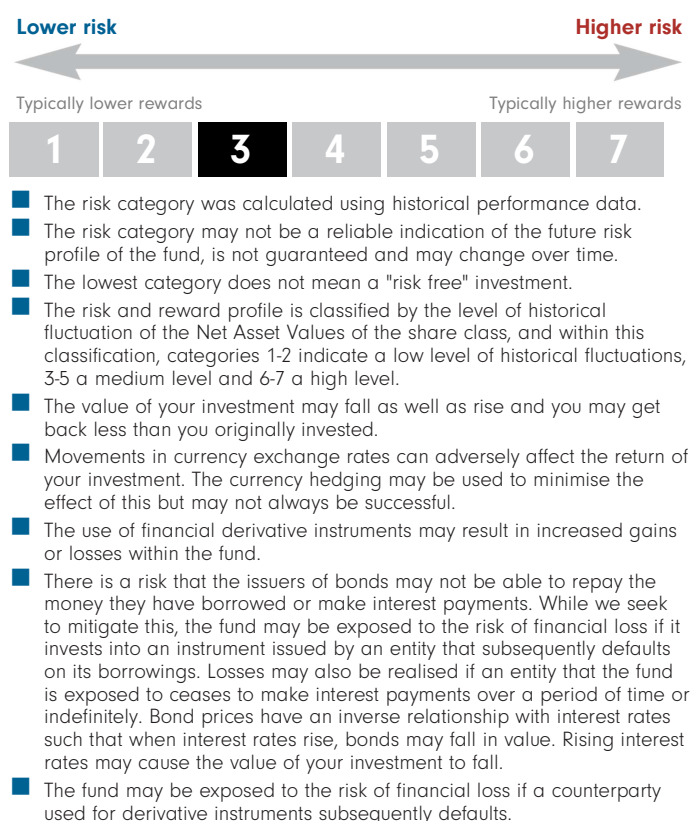 Lower risk Higher risk
Typically lower rewards Typically higher rewards
1 2 3 4 5 6 7
The risk category was calculated using historical performance data.
The risk category may not be a reliable indication of the future risk
profile of the fund, is not guaranteed and may change over time.
The lowest category does not mean a "risk free" investment.
The risk and reward profile is classified by the level of historical
fluctuation of the Net Asset Values of the share class, and within this
classification, categories 1-2 indicate a low level of historical fluctuations,
3-5 a medium level and 6-7 a high level.
The value of your investment may fall as well as rise and you may get
back less than you originally invested.
Movements in currency exchange rates can adversely affect the return of
your investment. The currency hedging may be used to minimise the
effect of this but may not always be successful.
The use of financial derivative instruments may result in increased gains
or losses within the fund.
There is a risk that the issuers of bonds may not be able to repay the
money they have borrowed or make interest payments. While we seek
to mitigate this, the fund may be exposed to the risk of financial loss if it
invests into an instrument issued by an entity that subsequently defaults
on its borrowings. Losses may also be realised if an entity that the fund
is exposed to ceases to make interest payments over a period of time or
indefinitely. Bond prices have an inverse relationship with interest rates
such that when interest rates rise, bonds may fall in value. Rising interest
rates may cause the value of your investment to fall.
The fund may be exposed to the risk of financial loss if a counterparty
used for derivative instruments subsequently defaults.